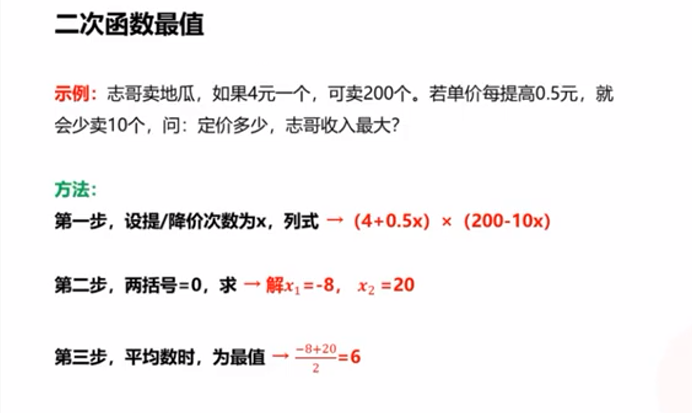 二次函数最值
示例：志哥卖地瓜，如果4元一个，可卖200个。若单价每提高0.5元，就
会少卖10个，问：定价多少，志哥收入最大？
方法：
第一步，设提/降价次数为x，列式 →（4+0.5x）×（200-10x）
第二步，两括号=0，求 → 解x₁=-8， x₂ =20
第三步，平均数时，为最值 → (-8+20)/2=6